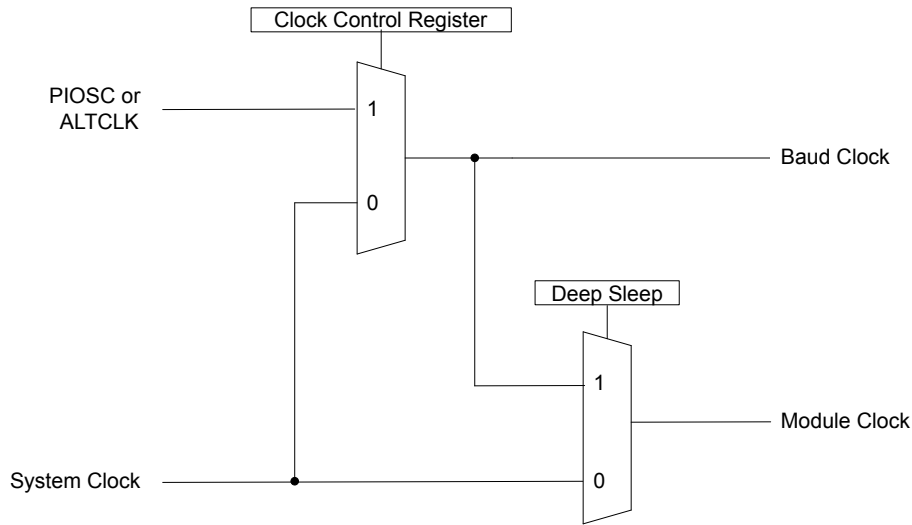 Clock Control Register
PIOSC or
ALTCLK
1
Baud Clock
0
Deep Sleep
1
Module Clock
System Clock
0